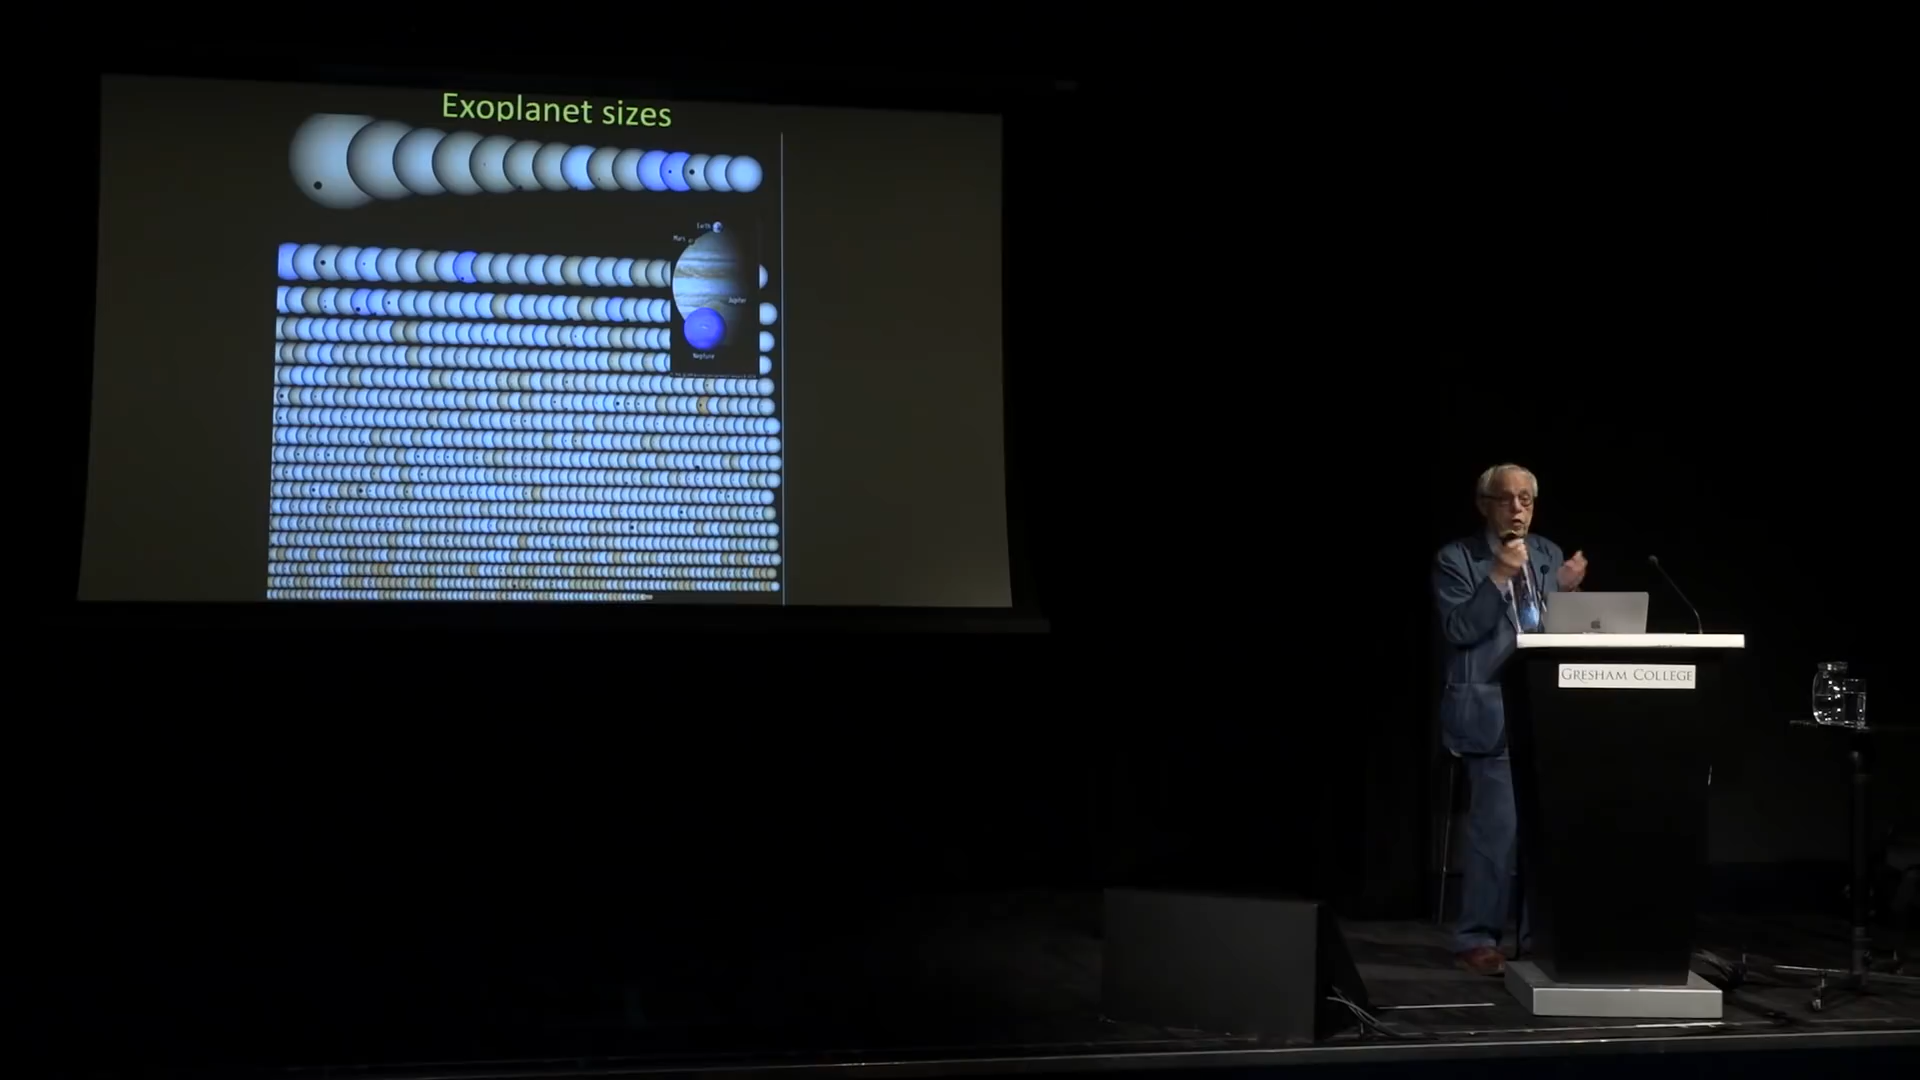 Exoplanet sizes
Earth
Mars
Jupiter
Neptune
GRESHAM COLLEGE